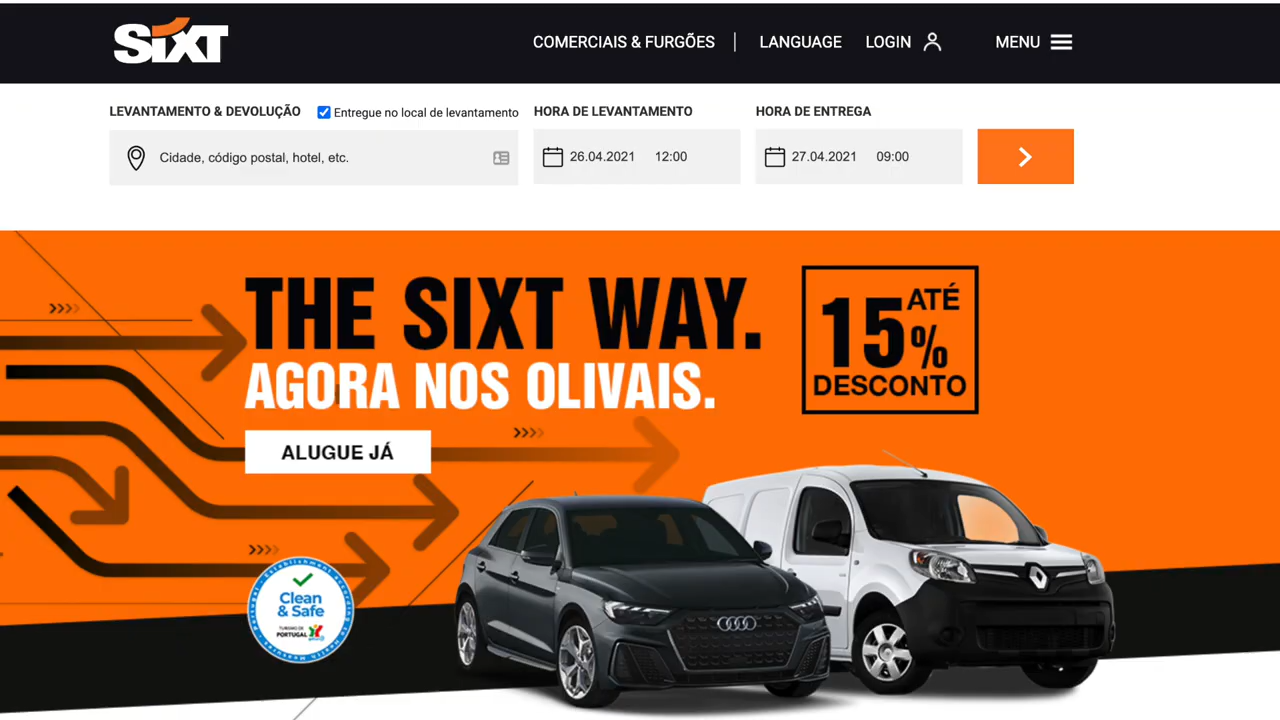 SIXT
COMERCIAIS & FURGÕES
LANGUAGE
LOGIN
MENU
LEVANTAMENTO & DEVOLUÇÃO
Entregue no local de levantamento
HORA DE LEVANTAMENTO
HORA DE ENTREGA
Cidade, código postal, hotel, etc.
26.04.2021 12:00
27.04.2021 09:00
THE SIXT WAY.
AGORA NOS OLIVAIS.
ATÉ
15%
DESCONTO
ALUGUE JÁ
Clean
& Safe
TURISMO DE
PORTUGAL